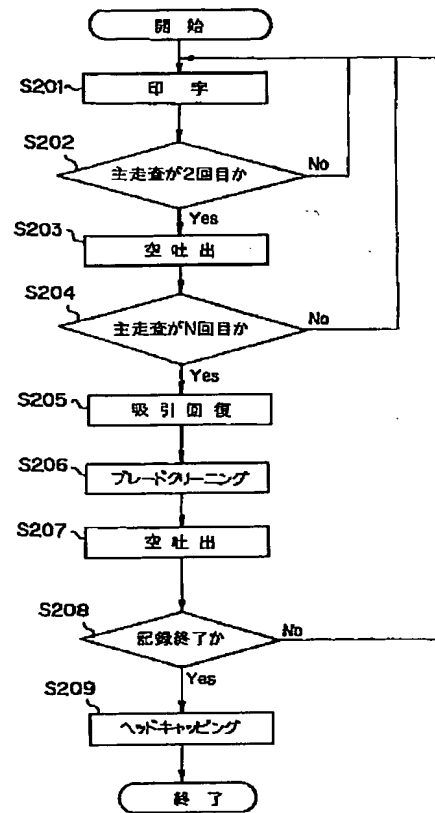 開始
S201
印字
S202
主走査が2回目か
No
Yes
S203
空吐出
S204
主走査がN回目か
No
Yes
S205
吸引回復
S206
ブレードクリーニング
S207
空吐出
S208
記録終了か
No
Yes
S209
ヘッドキャッピング
終了